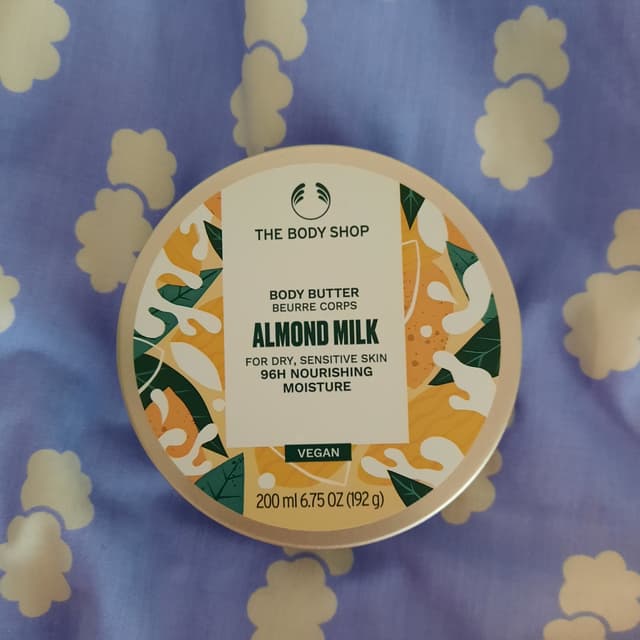 THE BODY SHOP
BODY BUTTER
BEURRE CORPS
ALMOND MILK
FOR DRY, SENSITIVE SKIN
96H NOURISHING
MOISTURE
VEGAN
200 ml 6.75 OZ (192 g)